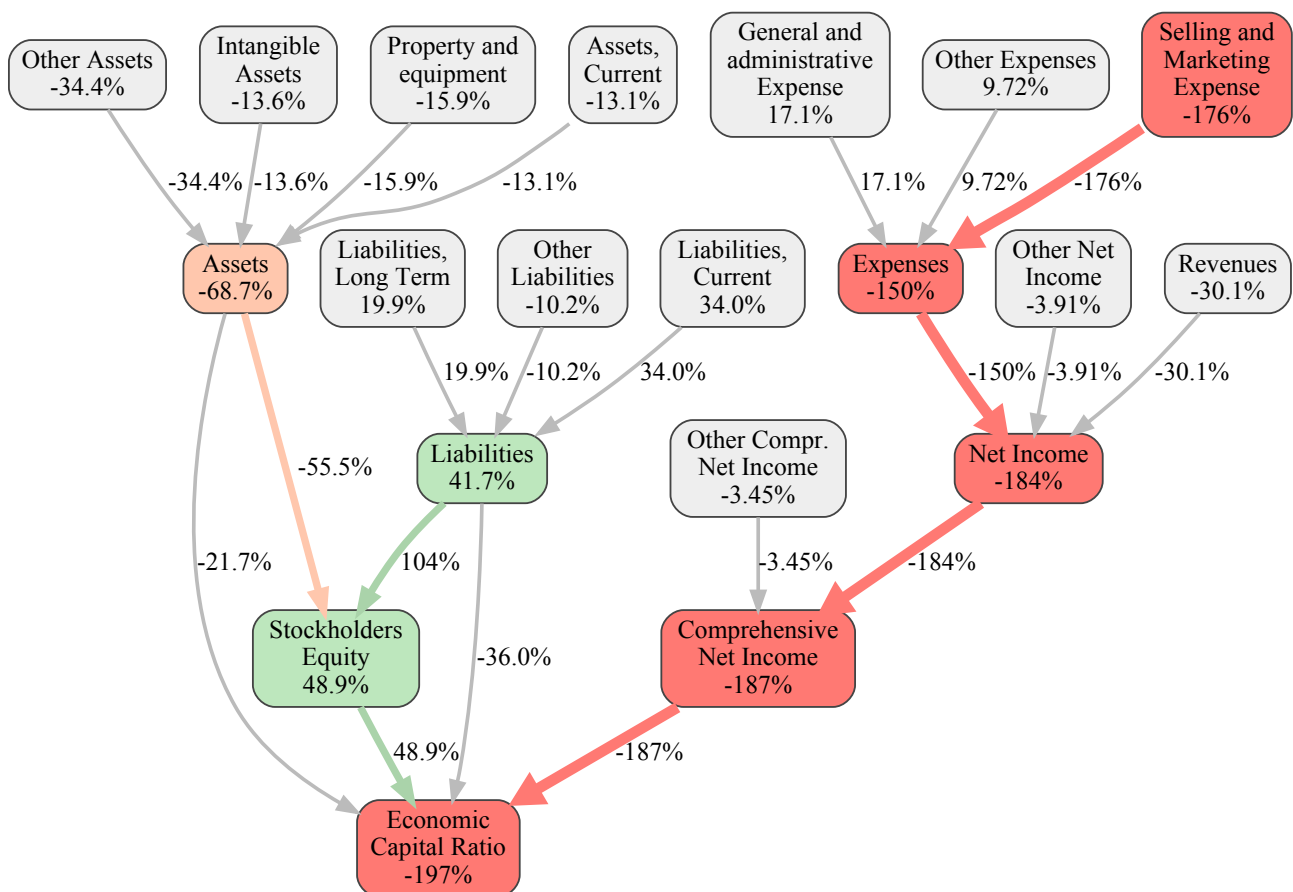 Other Assets
-34.4%
Intangible
Assets
-13.6%
Property and
equipment
-15.9%
Assets,
Current
-13.1%
General and
administrative
Expense
17.1%
Other Expenses
9.72%
Selling and
Marketing
Expense
-176%
-34.4%
-13.6%
-15.9%
-13.1%
17.1%
9.72%
-176%
Assets
-68.7%
Liabilities,
Long Term
19.9%
Other
Liabilities
-10.2%
Liabilities,
Current
34.0%
Expenses
-150%
Other Net
Income
-3.91%
Revenues
-30.1%
19.9%
-10.2%
34.0%
-150%
-3.91%
-30.1%
-55.5%
Liabilities
41.7%
Other Compr.
Net Income
-3.45%
Net Income
-184%
-21.7%
104%
-36.0%
-3.45%
-184%
Stockholders
Equity
48.9%
Comprehensive
Net Income
-187%
48.9%
-187%
Economic
Capital Ratio
-197%